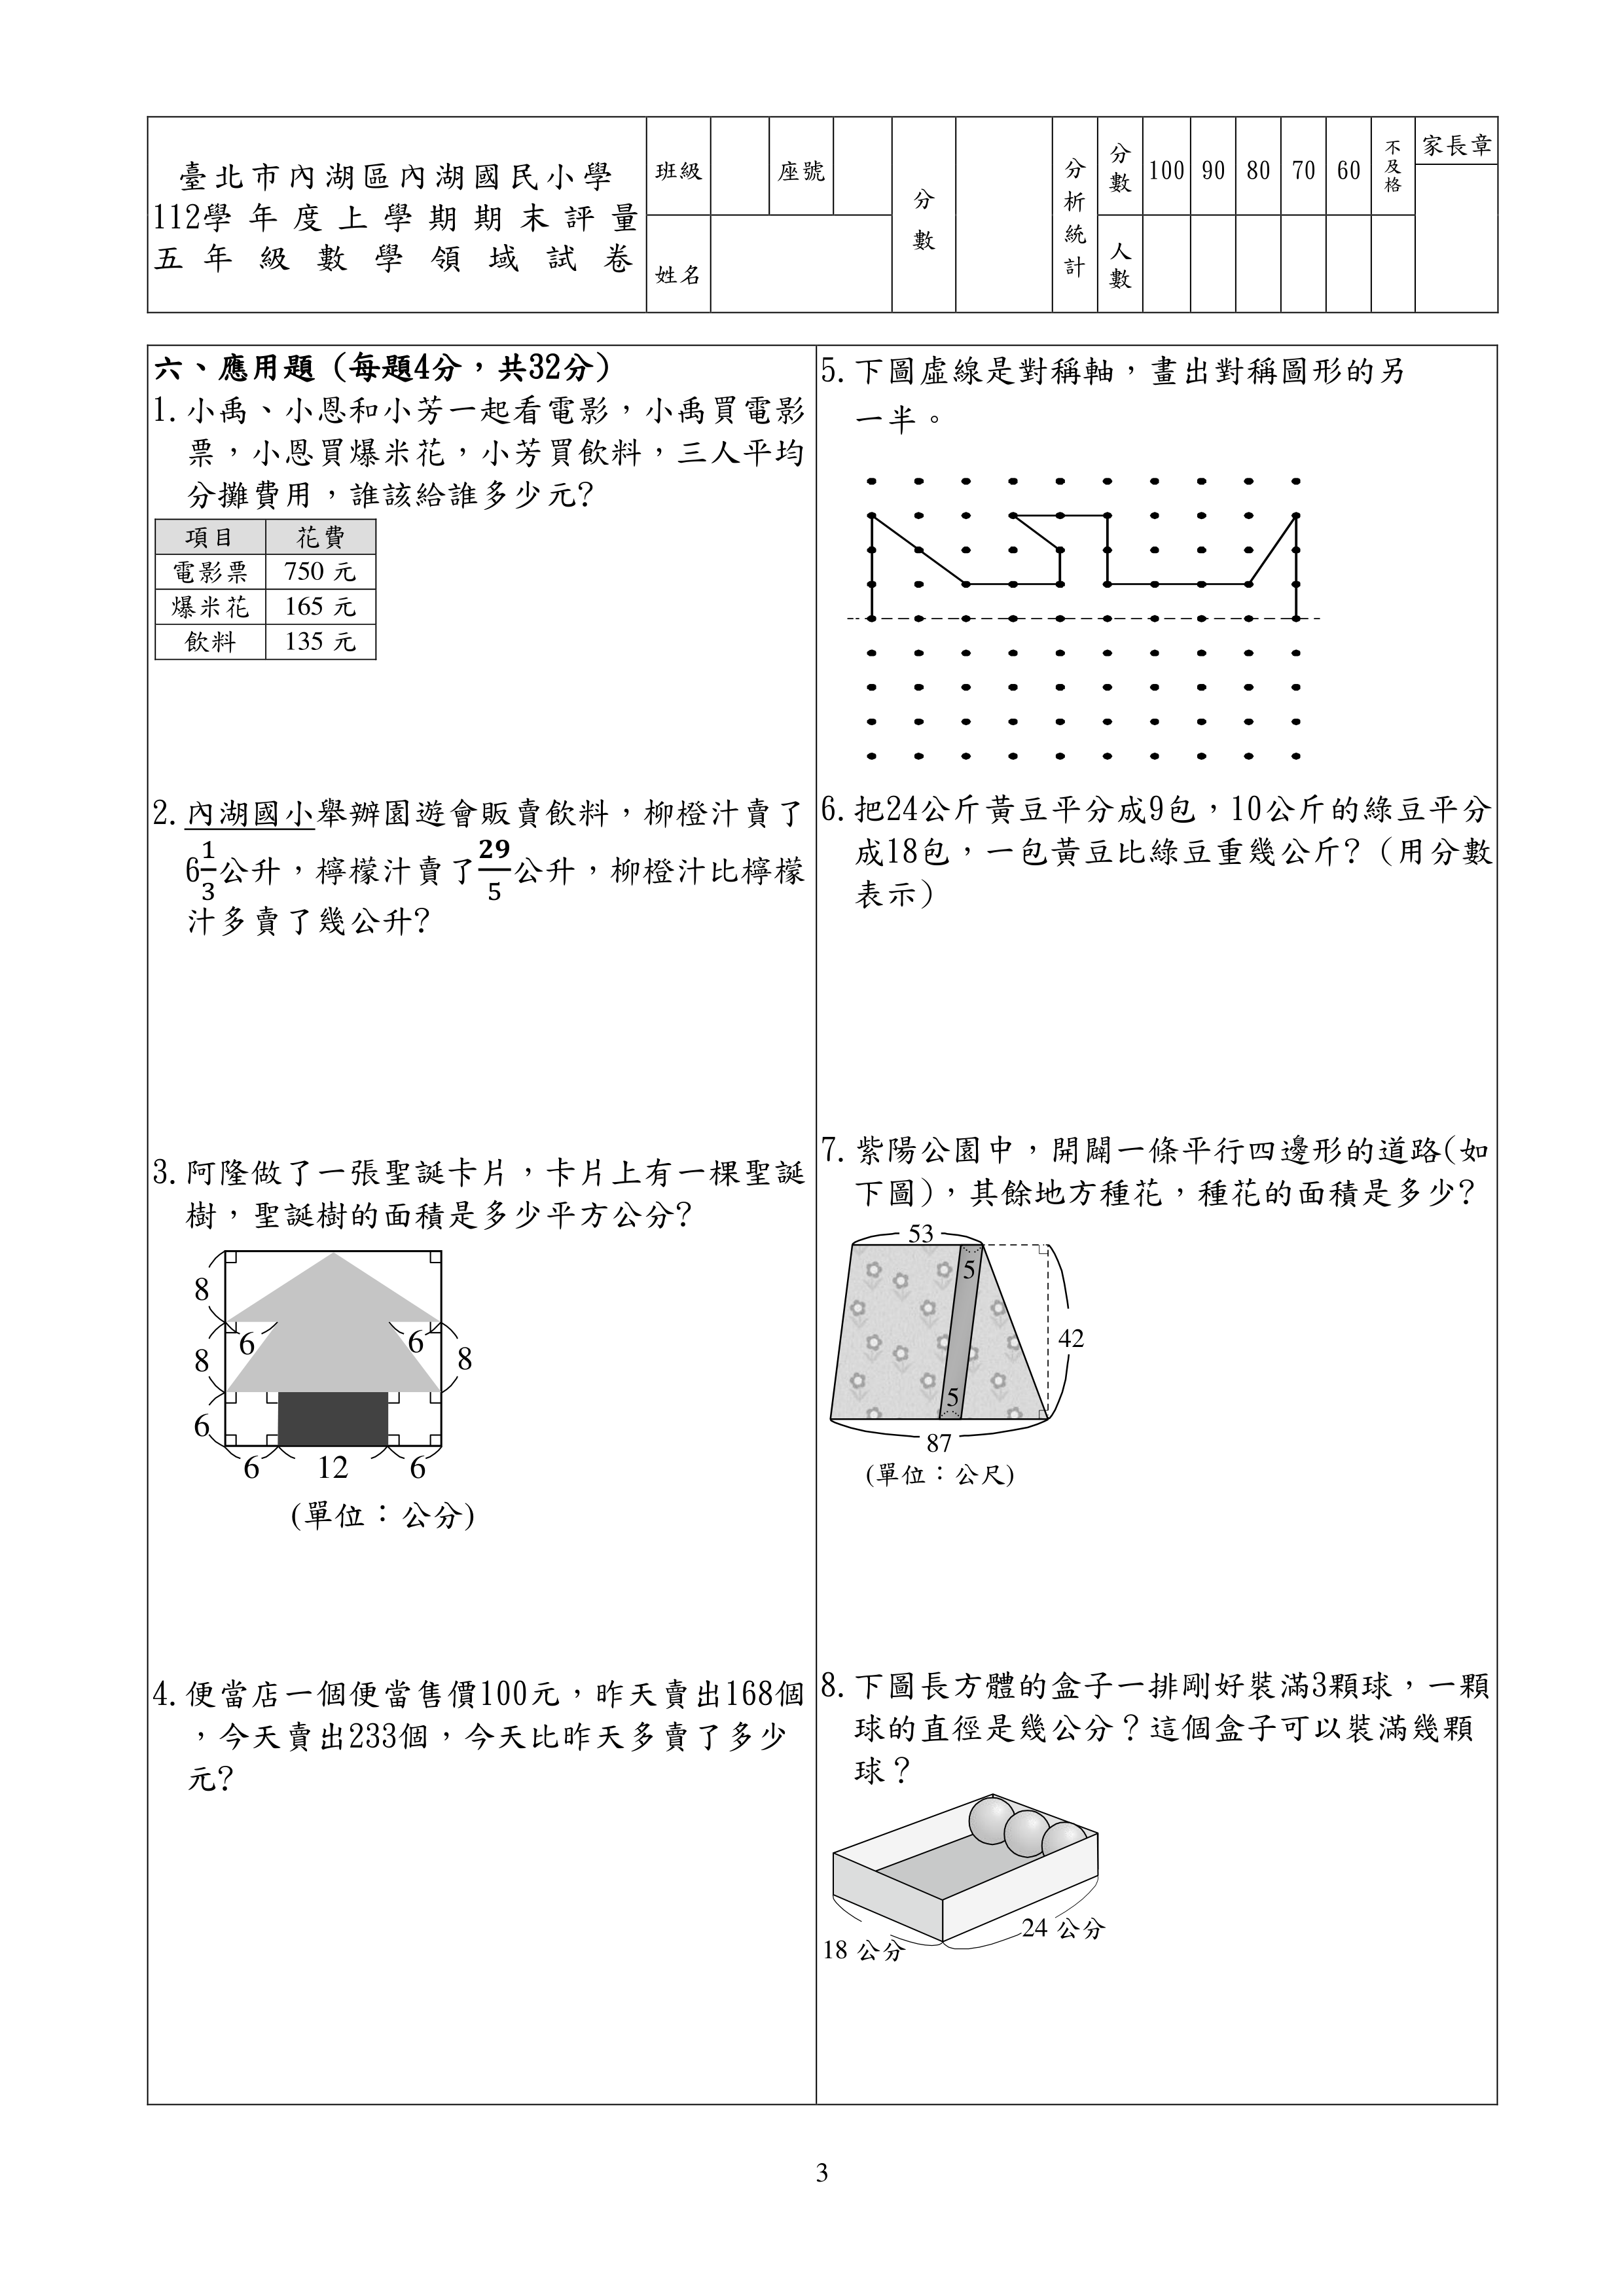 臺北市內湖區內湖國民小學
112學年度上學期期末評量
五年級數學領域試卷
班級
座號
姓名
分數
分析統計
分數
100
90
80
70
60
不及格
人數
家長章
六、應用題（每題4分，共32分）
1. 小禹、小恩和小芳一起看電影，小禹買電影
票，小恩買爆米花，小芳買飲料，三人平均
分攤費用，誰該給誰多少元?
項目 花費
電影票 750 元
爆米花 165 元
飲料 135 元
2. 內湖國小舉辦園遊會販賣飲料，柳橙汁賣了
6 1/3 公升，檸檬汁賣了 29/5 公升，柳橙汁比檸檬
汁多賣了幾公升?
3. 阿隆做了一張聖誕卡片，卡片上有一棵聖誕
樹，聖誕樹的面積是多少平方公分?
8
6
6
8
8
6
6
12
6
(單位：公分)
4. 便當店一個便當售價100元，昨天賣出168個
，今天賣出233個，今天比昨天多賣了多少
元?
5. 下圖虛線是對稱軸，畫出對稱圖形的另
一半。
6. 把24公斤黃豆平分成9包，10公斤的綠豆平分
成18包，一包黃豆比綠豆重幾公斤?（用分數
表示）
7. 紫陽公園中，開闢一條平行四邊形的道路(如
下圖)，其餘地方種花，種花的面積是多少?
53
5
42
5
87
(單位：公尺)
8. 下圖長方體的盒子一排剛好裝滿3顆球，一顆
球的直徑是幾公分？這個盒子可以裝滿幾顆
球？
24 公分
18 公分
3